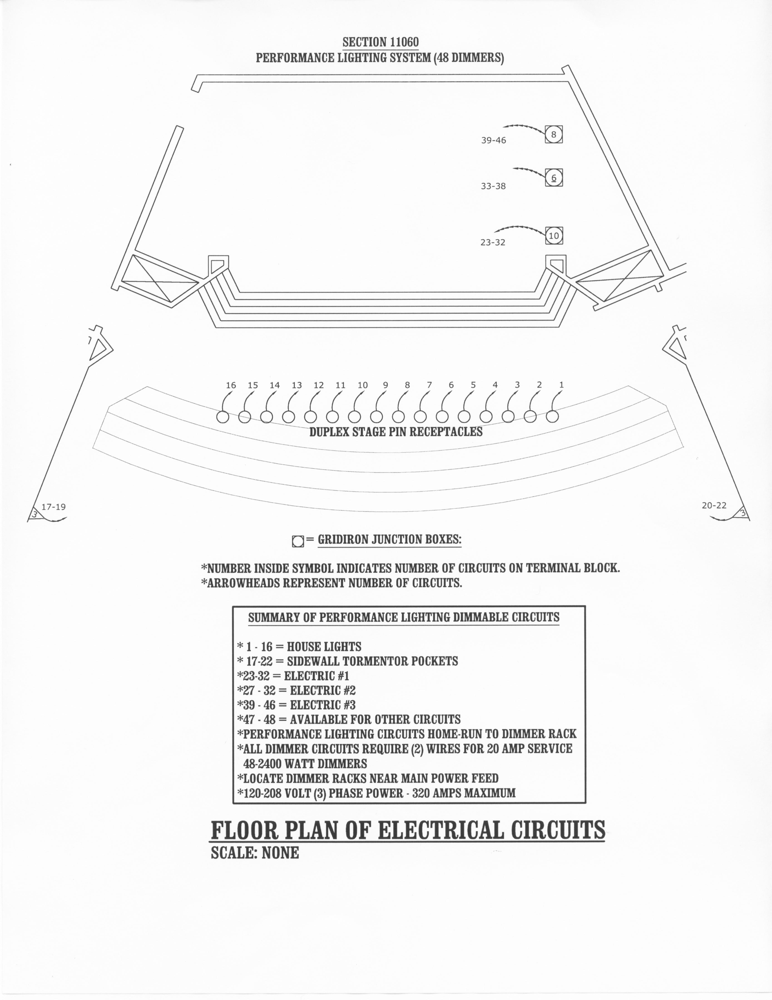 SECTION 11060
PERFORMANCE LIGHTING SYSTEM (48 DIMMERS)
8
39-46
6
33-38
10
23-32
16 15 14 13 12 11 10 9 8 7 6 5 4 3 2 1
DUPLEX STAGE PIN RECEPTACLES
17-19
3
20-22
3
= GRIDIRON JUNCTION BOXES:
*NUMBER INSIDE SYMBOL INDICATES NUMBER OF CIRCUITS ON TERMINAL BLOCK.
*ARROWHEADS REPRESENT NUMBER OF CIRCUITS.
SUMMARY OF PERFORMANCE LIGHTING DIMMABLE CIRCUITS
* 1 - 16 = HOUSE LIGHTS
* 17-22 = SIDEWALL TORMENTOR POCKETS
*23-32 = ELECTRIC #1
*27 - 32 = ELECTRIC #2
*39 - 46 = ELECTRIC #3
*47 - 48 = AVAILABLE FOR OTHER CIRCUITS
*PERFORMANCE LIGHTING CIRCUITS HOME-RUN TO DIMMER RACK
*ALL DIMMER CIRCUITS REQUIRE (2) WIRES FOR 20 AMP SERVICE
48-2400 WATT DIMMERS
*LOCATE DIMMER RACKS NEAR MAIN POWER FEED
*120-208 VOLT (3) PHASE POWER - 320 AMPS MAXIMUM
FLOOR PLAN OF ELECTRICAL CIRCUITS
SCALE: NONE